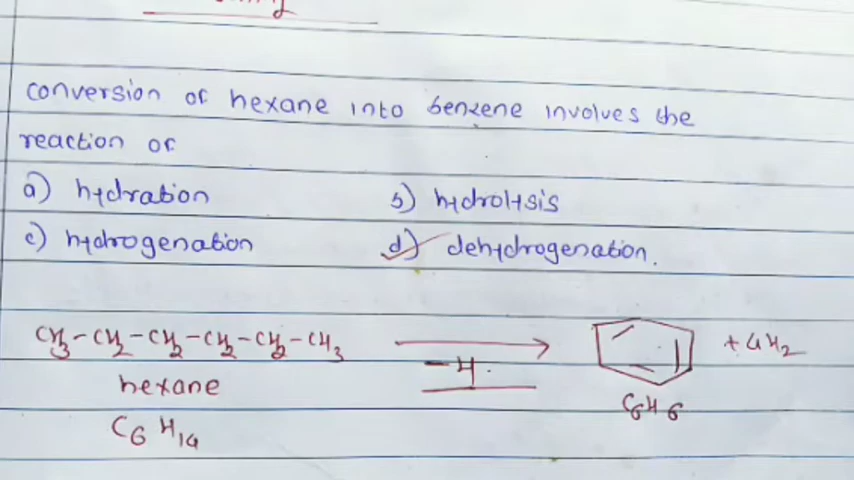 conversion of hexane into benzene involves the
reaction of
a) hydration b) hydrolysis
c) hydrogenation d) dehydrogenation.
CH3-CH2-CH2-CH2-CH2-CH3 + 4H2
-H.
hexane
C6H6
C6H14